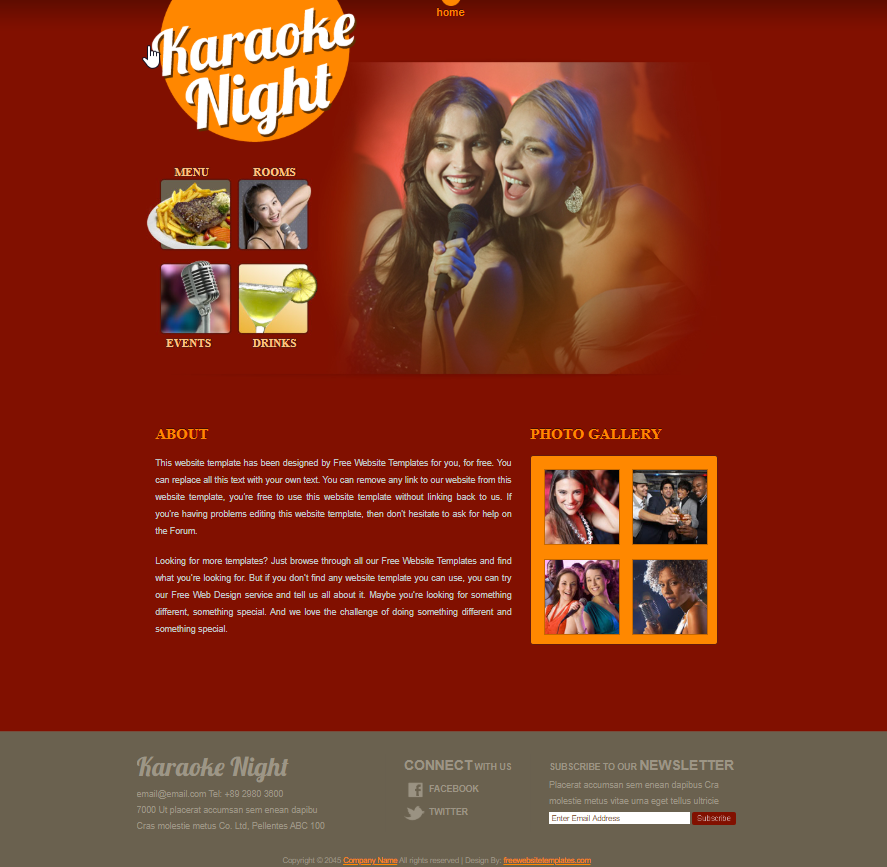 home
Karaoke
Night
MENU ROOMS
EVENTS DRINKS
ABOUT
This website template has been designed by Free Website Templates for you, for free. You
can replace all this text with your own text. You can remove any link to our website from this
website template, you're free to use this website template without linking back to us. If
you're having problems editing this website template, then don't hesitate to ask for help on
the Forum.
Looking for more templates? Just browse through all our Free Website Templates and find
what you're looking for. But if you don't find any website template you can use, you can try
our Free Web Design service and tell us all about it. Maybe you're looking for something
different, something special. And we love the challenge of doing something different and
something special.
PHOTO GALLERY
Karaoke Night
email@email.com Tel: +89 2980 3600
7000 Ut placerat accumsan sem enean dapibu
Cras molestie metus Co. Ltd, Pellentes ABC 100
CONNECT WITH US
FACEBOOK
TWITTER
SUBSCRIBE TO OUR NEWSLETTER
Placerat accumsan sem enean dapibus Cra
molestie metus vitae urna eget tellus ultricie
Enter Email Address Subscribe
Copyright © 2045 Company Name All rights reserved | Design By: freewebsitetemplates.com